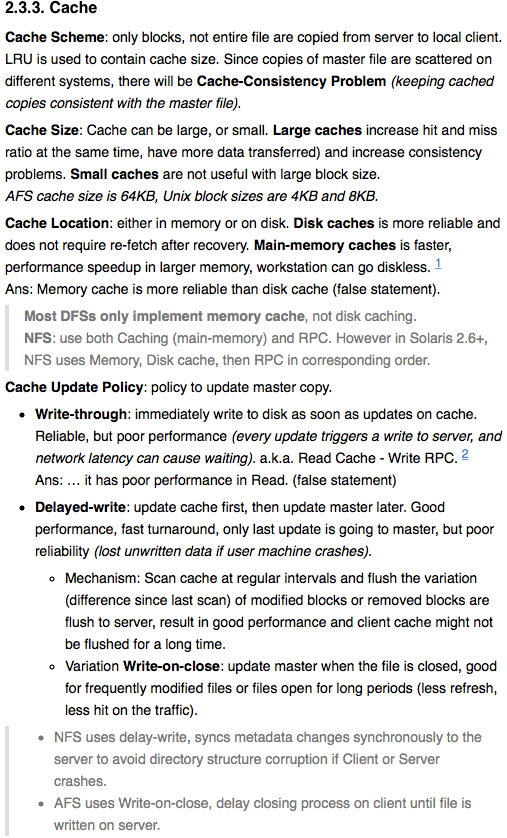 2.3.3. Cache
Cache Scheme: only blocks, not entire file are copied from server to local client.
LRU is used to contain cache size. Since copies of master file are scattered on
different systems, there will be Cache-Consistency Problem (keeping cached
copies consistent with the master file).
Cache Size: Cache can be large, or small. Large caches increase hit and miss
ratio at the same time, have more data transferred) and increase consistency
problems. Small caches are not useful with large block size.
AFS cache size is 64KB, Unix block sizes are 4KB and 8KB.
Cache Location: either in memory or on disk. Disk caches is more reliable and
does not require re-fetch after recovery. Main-memory caches is faster,
performance speedup in larger memory, workstation can go diskless. 1
Ans: Memory cache is more reliable than disk cache (false statement).
Most DFSs only implement memory cache, not disk caching.
NFS: use both Caching (main-memory) and RPC. However in Solaris 2.6+,
NFS uses Memory, Disk cache, then RPC in corresponding order.
Cache Update Policy: policy to update master copy.
• Write-through: immediately write to disk as soon as updates on cache.
Reliable, but poor performance (every update triggers a write to server, and
network latency can cause waiting). a.k.a. Read Cache - Write RPC. 2
Ans: … it has poor performance in Read. (false statement)
• Delayed-write: update cache first, then update master later. Good
performance, fast turnaround, only last update is going to master, but poor
reliability (lost unwritten data if user machine crashes).
◦ Mechanism: Scan cache at regular intervals and flush the variation
(difference since last scan) of modified blocks or removed blocks are
flush to server, result in good performance and client cache might not
be flushed for a long time.
◦ Variation Write-on-close: update master when the file is closed, good
for frequently modified files or files open for long periods (less refresh,
less hit on the traffic).
• NFS uses delay-write, syncs metadata changes synchronously to the
server to avoid directory structure corruption if Client or Server
crashes.
• AFS uses Write-on-close, delay closing process on client until file is
written on server.